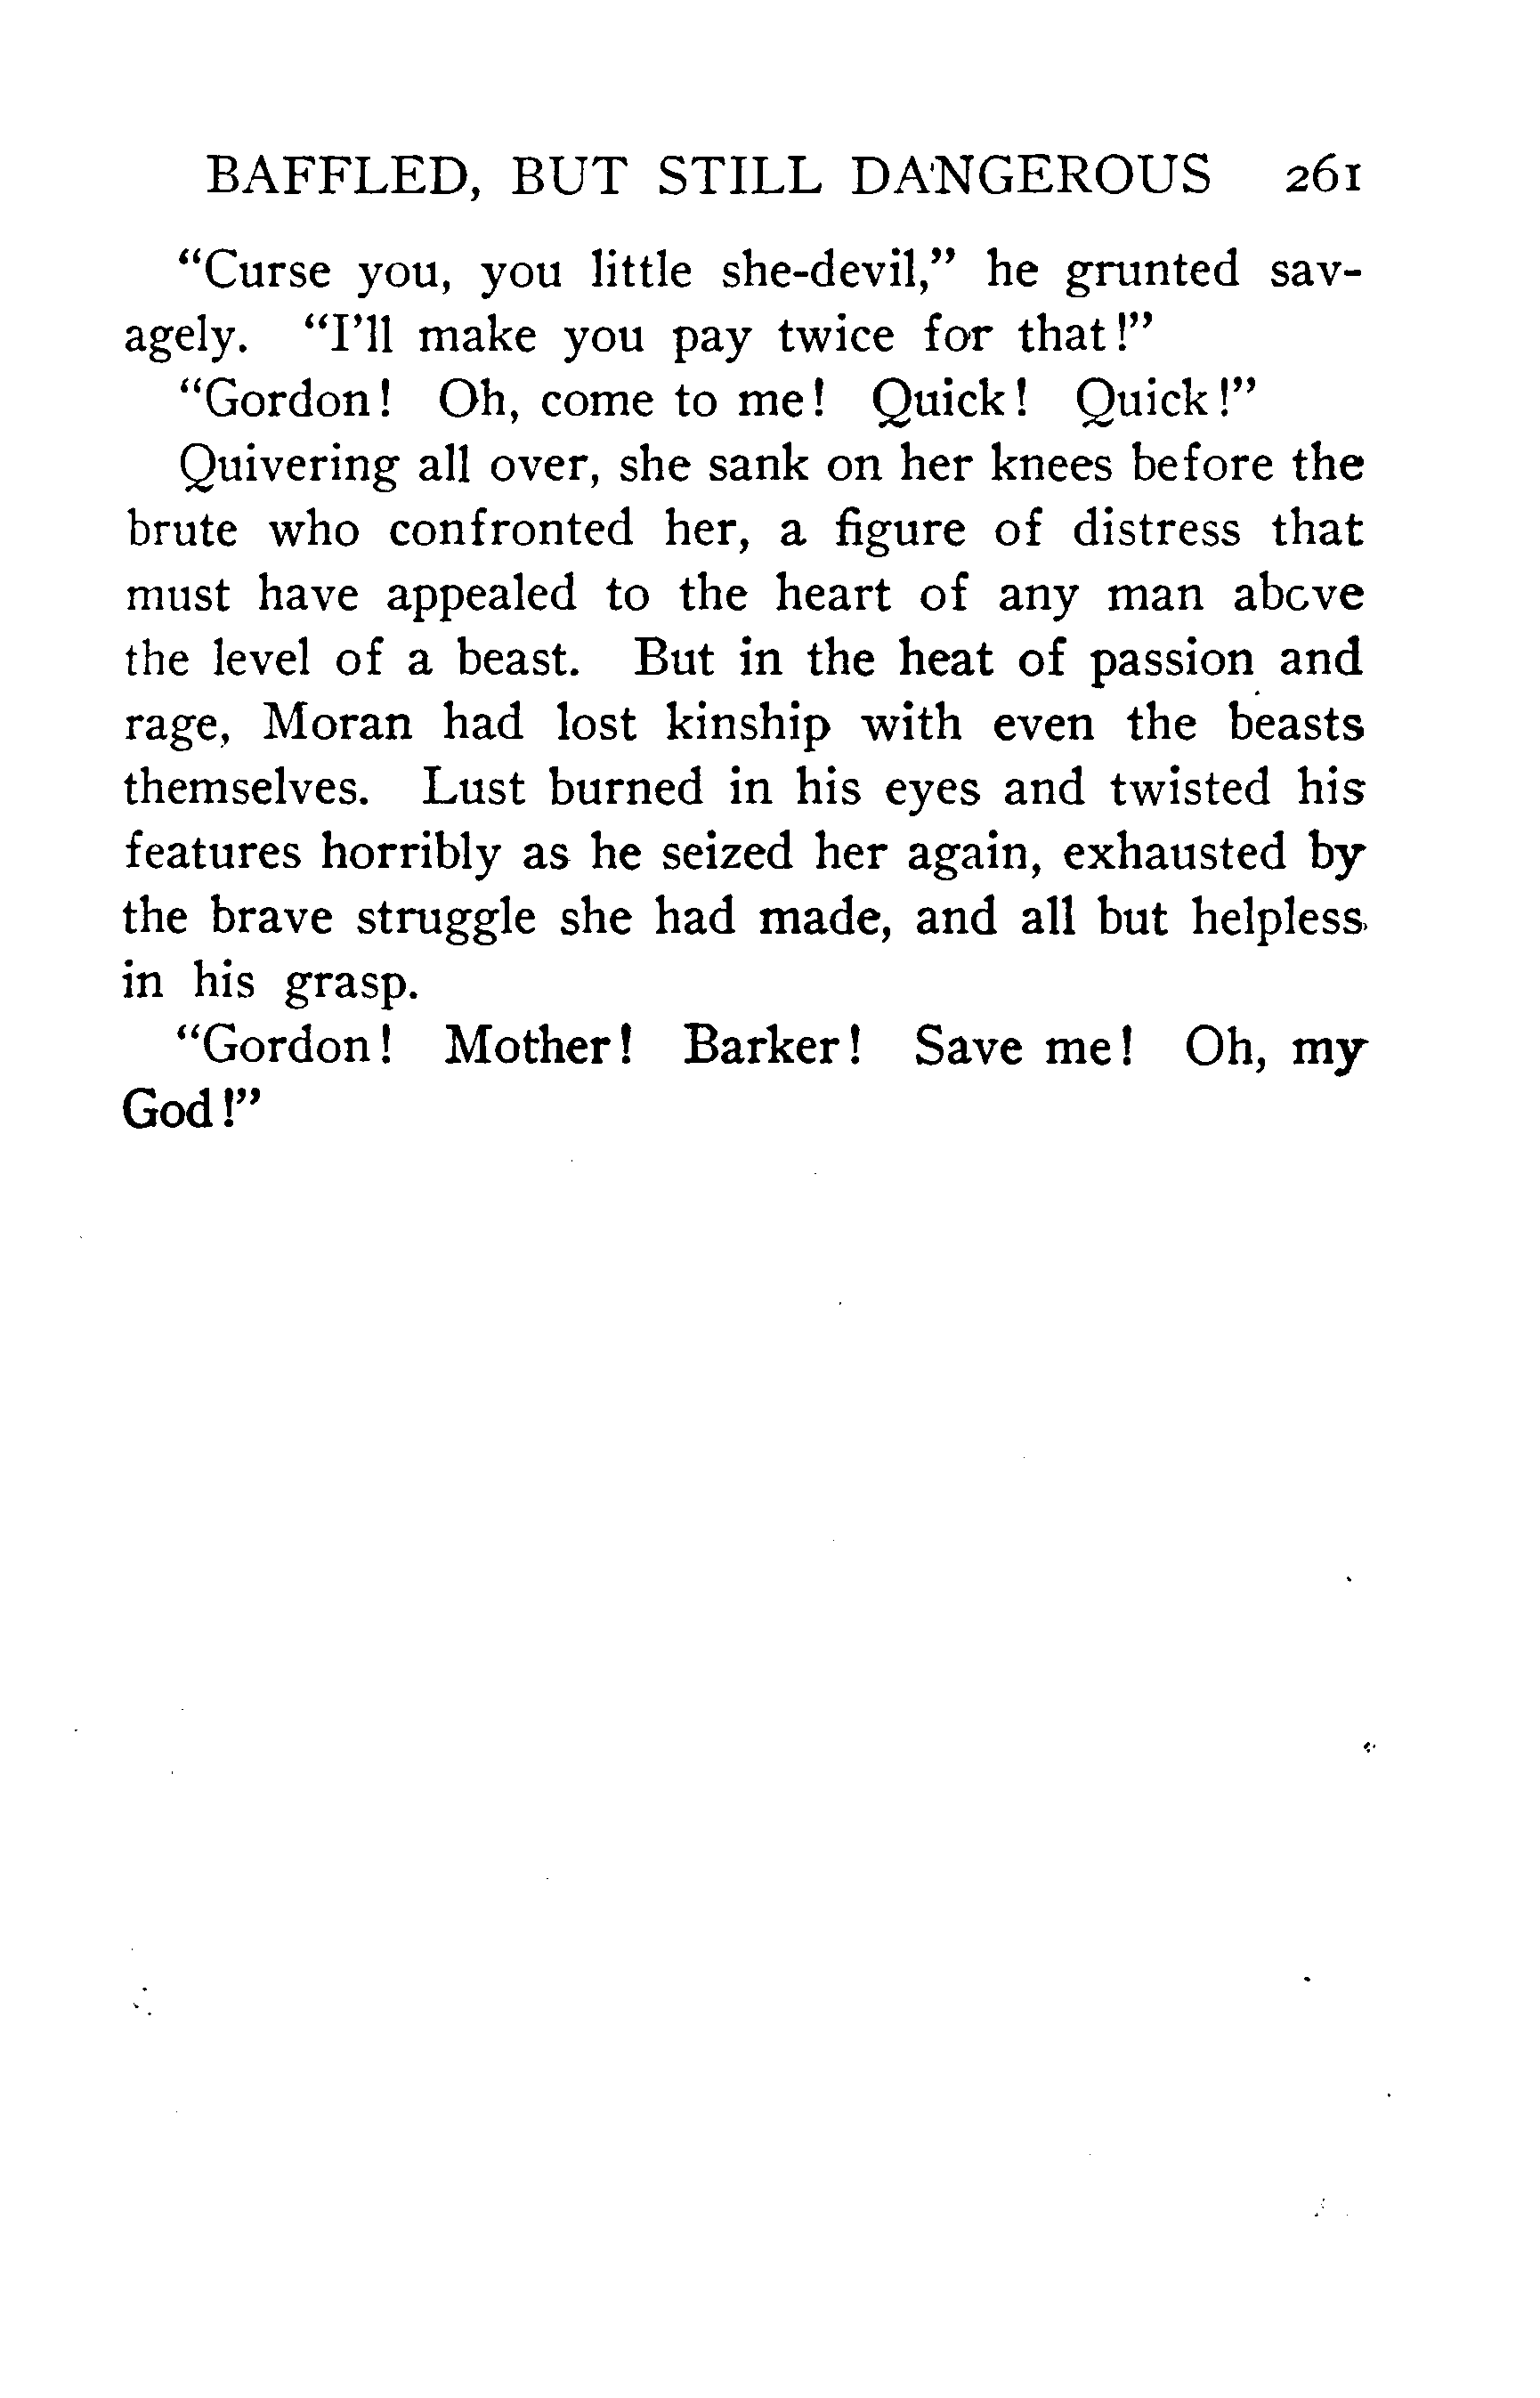 BAFFLED, BUT STILL DANGEROUS 261
"Curse you, you little she-devil," he grunted sav-
agely. "I'll make you pay twice for that!"
"Gordon! Oh, come to me! Quick! Quick!"
Quivering all over, she sank on her knees before the
brute who confronted her, a figure of distress that
must have appealed to the heart of any man above
the level of a beast. But in the heat of passion and
rage, Moran had lost kinship with even the beasts
themselves. Lust burned in his eyes and twisted his
features horribly as he seized her again, exhausted by
the brave struggle she had made, and all but helpless
in his grasp.
"Gordon! Mother! Barker! Save me! Oh, my
God!"